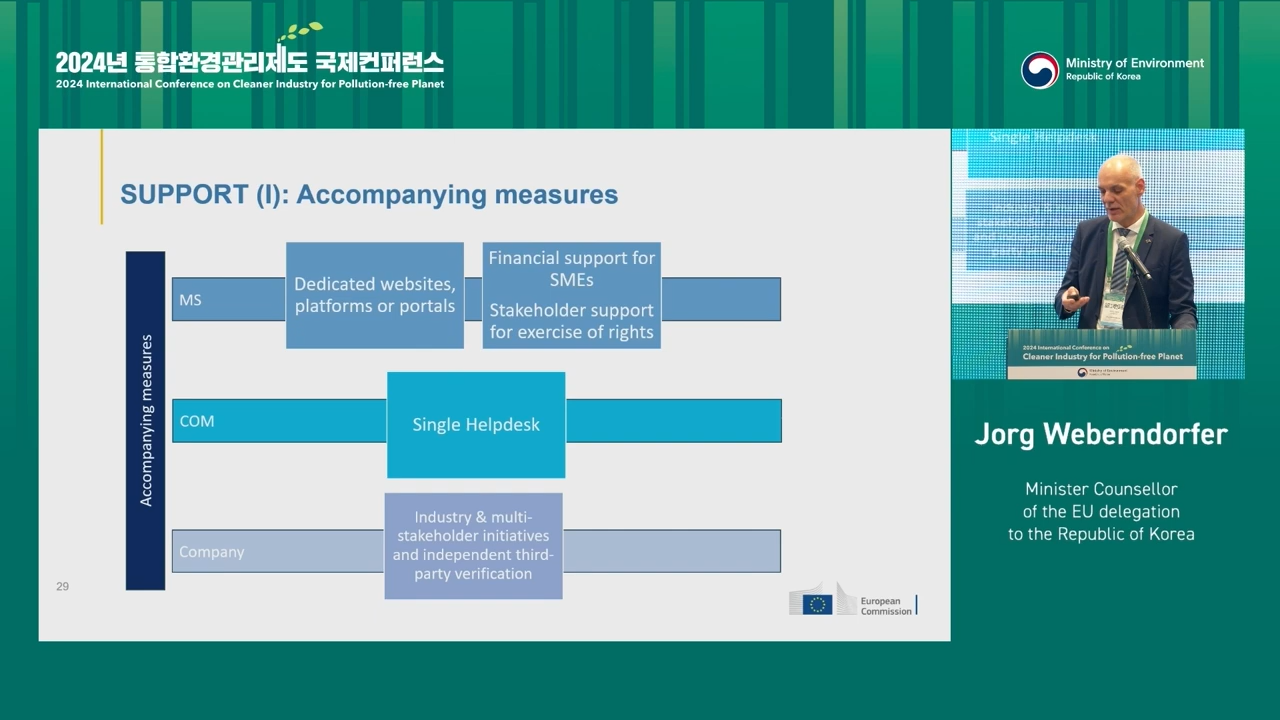 2024년 통합환경관리제도 국제컨퍼런스
2024 International Conference on Cleaner Industry for Pollution-free Planet
Ministry of Environment
Republic of Korea
SUPPORT (I): Accompanying measures
Accompanying measures
MS
Dedicated websites,
platforms or portals
Financial support for
SMEs
Stakeholder support
for exercise of rights
COM
Single Helpdesk
Company
Industry & multi-
stakeholder initiatives
and independent third-
party verification
29
European
Commission
Single Helpdesk
2024 International Conference on
Cleaner Industry for Pollution-free Planet
Jorg Weberndorfer
Minister Counsellor
of the EU delegation
to the Republic of Korea